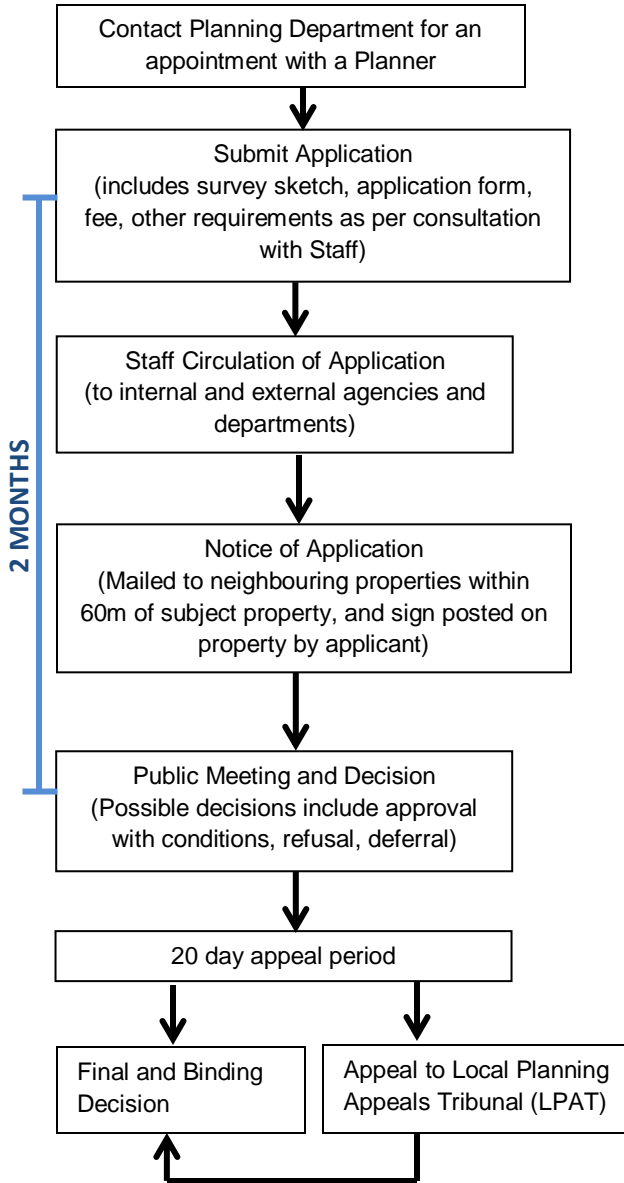 Contact Planning Department for an
appointment with a Planner
Submit Application
(includes survey sketch, application form,
fee, other requirements as per consultation
with Staff)
Staff Circulation of Application
(to internal and external agencies and
departments)
2 MONTHS
Notice of Application
(Mailed to neighbouring properties within
60m of subject property, and sign posted on
property by applicant)
Public Meeting and Decision
(Possible decisions include approval
with conditions, refusal, deferral)
20 day appeal period
Final and Binding
Decision
Appeal to Local Planning
Appeals Tribunal (LPAT)